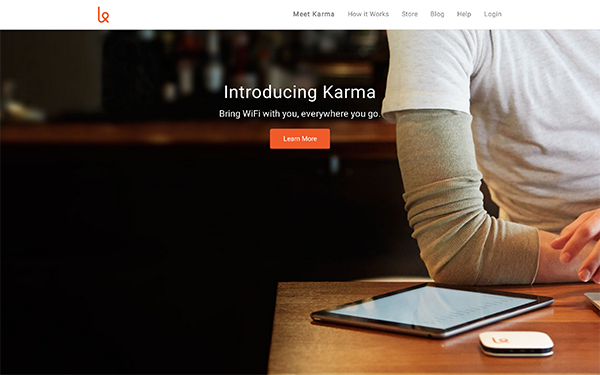 Meet Karma How it Works Store Blog Help Login
Introducing Karma
Bring WiFi with you, everywhere you go.
Learn More